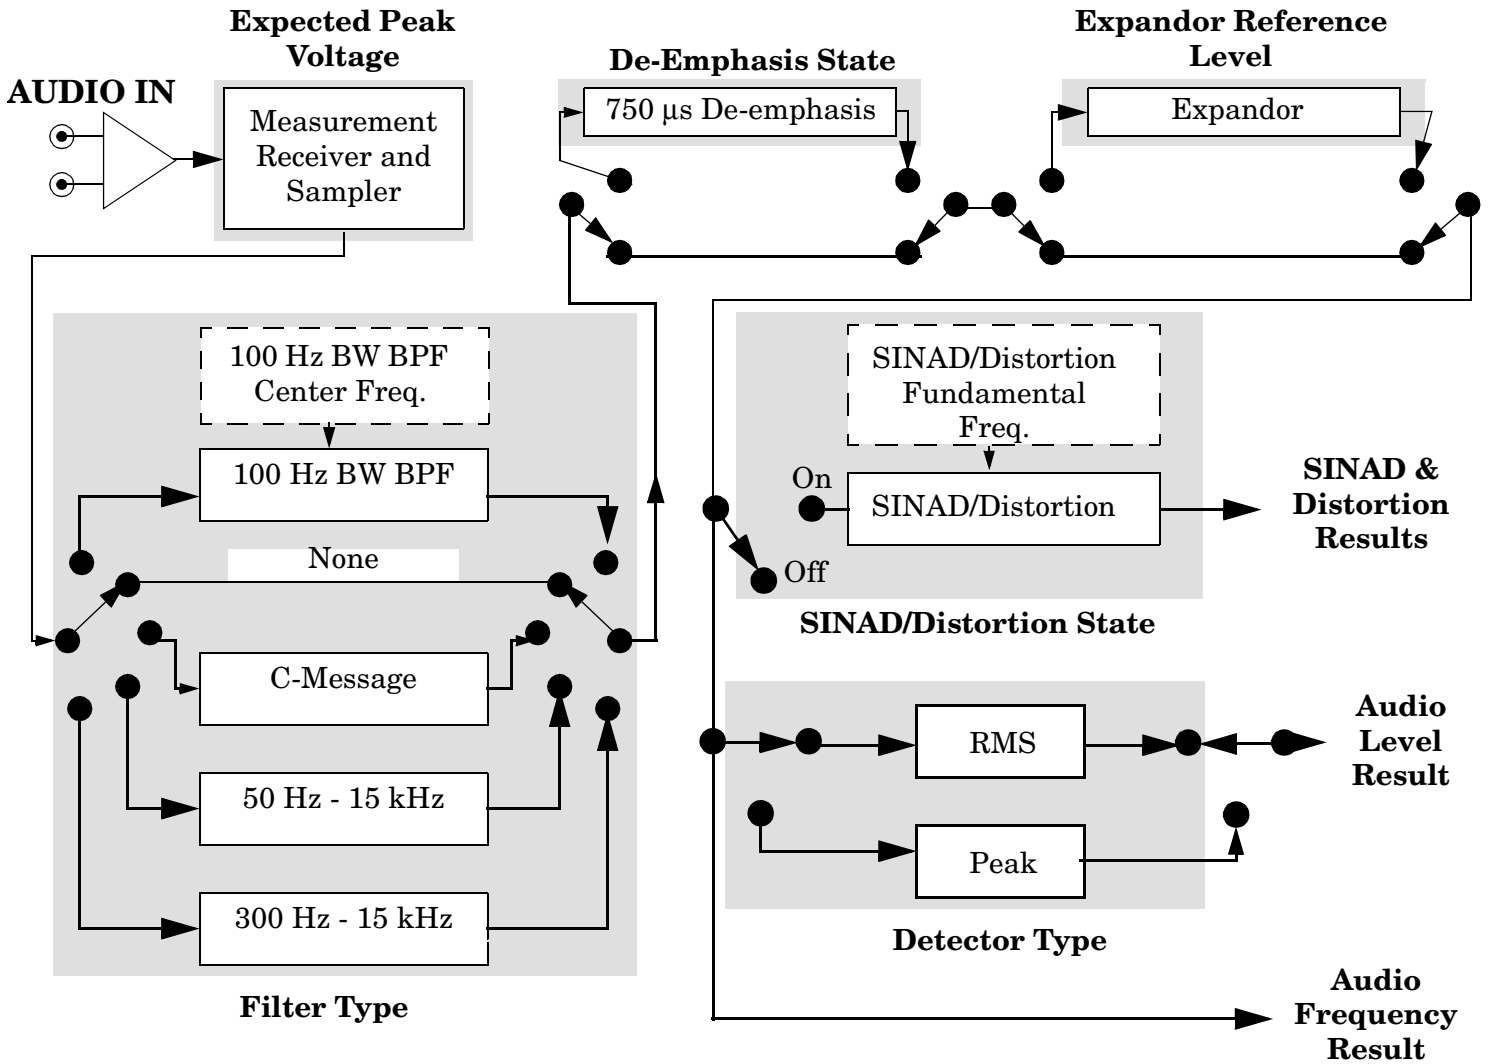 Expected Peak
Voltage
AUDIO IN
Measurement
Receiver and
Sampler
De-Emphasis State
750 µs De-emphasis
Expandor Reference
Level
Expandor
100 Hz BW BPF
Center Freq.
100 Hz BW BPF
None
C-Message
50 Hz - 15 kHz
300 Hz - 15 kHz
Filter Type
SINAD/Distortion
Fundamental
Freq.
On
SINAD/Distortion
Off
SINAD &
Distortion
Results
SINAD/Distortion State
RMS
Peak
Audio
Level
Result
Detector Type
Audio
Frequency
Result